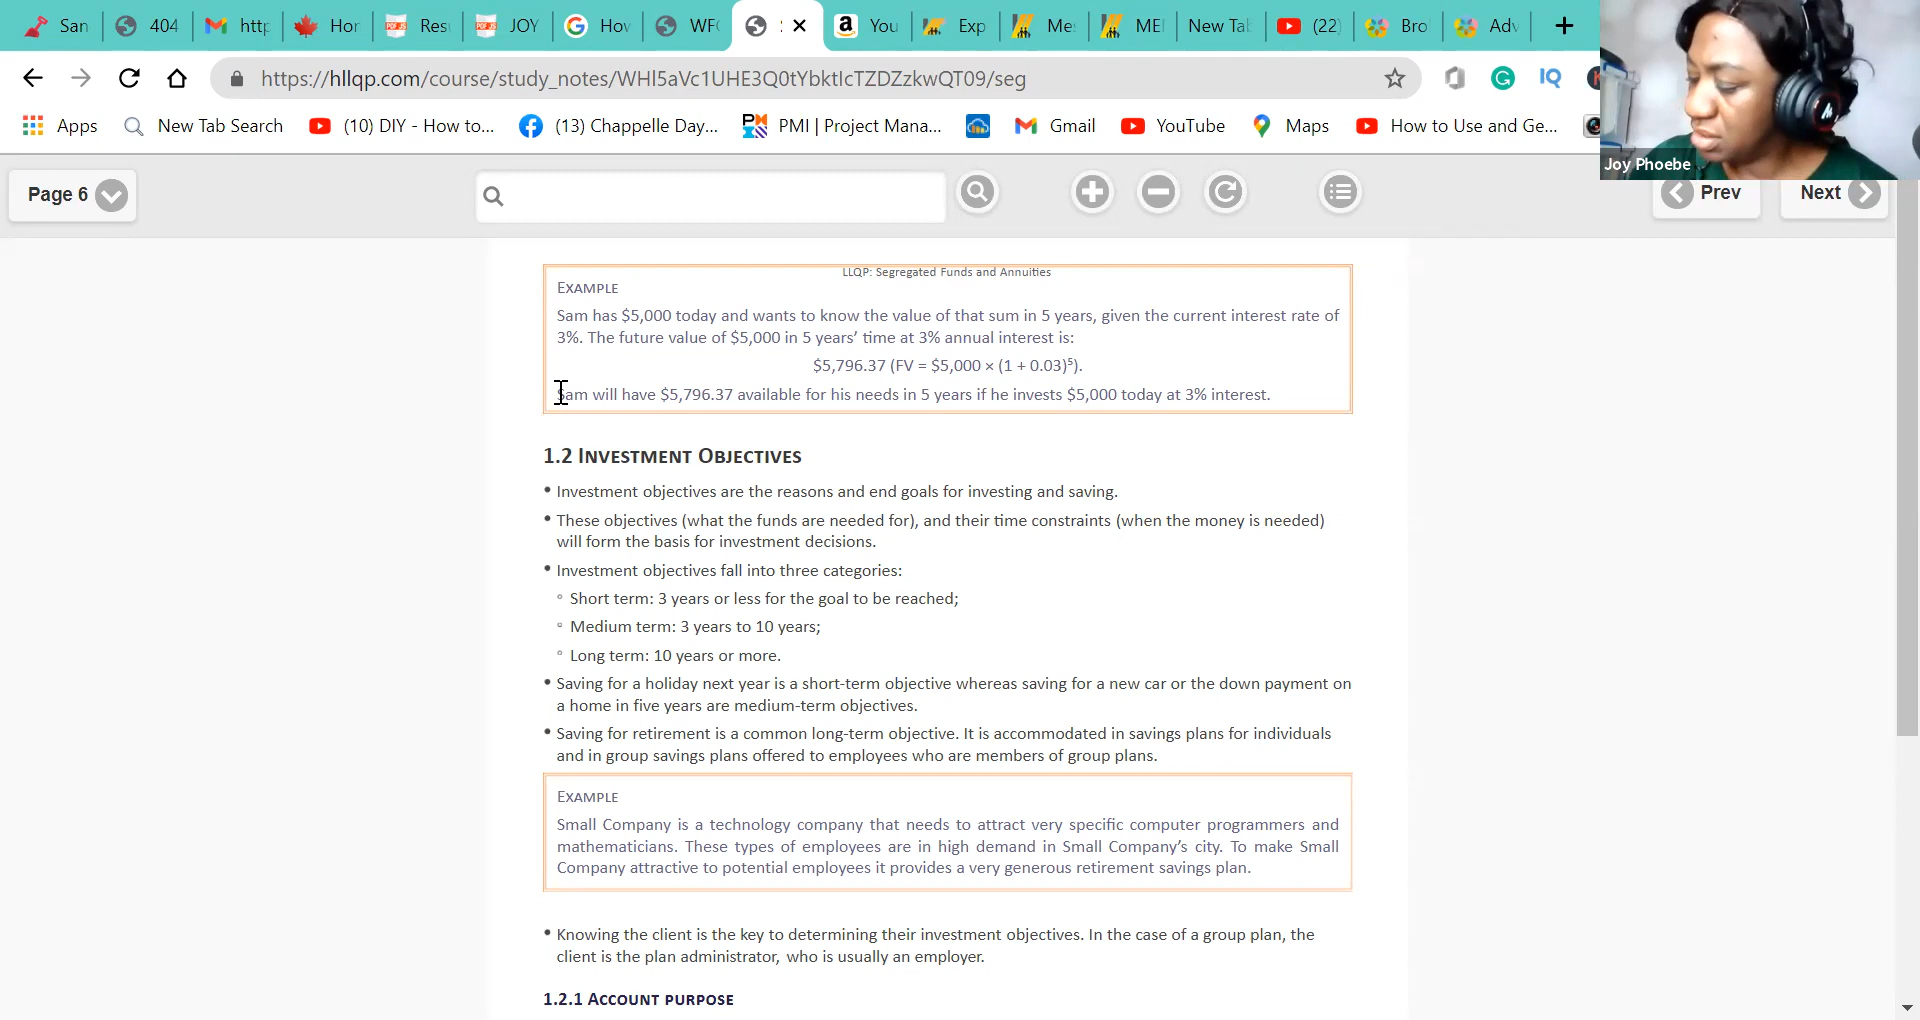 San
404
http
Hor
Res
JOY
Hov
WFC
You
Exp
Me
MEI
New Tab
(22)
Bro
Adv
https://hllqp.com/course/study_notes/WHl5aVc1UHE3Q0tYbktIcTZDZzkwQT09/seg
Apps
New Tab Search
(10) DIY - How to...
(13) Chappelle Day...
PMI | Project Mana...
Gmail
YouTube
Maps
How to Use and Ge...
Joy Phoebe
Page 6
Prev
Next
LLQP: Segregated Funds and Annuities
EXAMPLE
Sam has $5,000 today and wants to know the value of that sum in 5 years, given the current interest rate of
3%. The future value of $5,000 in 5 years’ time at 3% annual interest is:
$5,796.37 (FV = $5,000 × (1 + 0.03)⁵).
Sam will have $5,796.37 available for his needs in 5 years if he invests $5,000 today at 3% interest.
1.2 INVESTMENT OBJECTIVES
• Investment objectives are the reasons and end goals for investing and saving.
• These objectives (what the funds are needed for), and their time constraints (when the money is needed)
will form the basis for investment decisions.
• Investment objectives fall into three categories:
° Short term: 3 years or less for the goal to be reached;
° Medium term: 3 years to 10 years;
° Long term: 10 years or more.
• Saving for a holiday next year is a short-term objective whereas saving for a new car or the down payment on
a home in five years are medium-term objectives.
• Saving for retirement is a common long-term objective. It is accommodated in savings plans for individuals
and in group savings plans offered to employees who are members of group plans.
EXAMPLE
Small Company is a technology company that needs to attract very specific computer programmers and
mathematicians. These types of employees are in high demand in Small Company’s city. To make Small
Company attractive to potential employees it provides a very generous retirement savings plan.
• Knowing the client is the key to determining their investment objectives. In the case of a group plan, the
client is the plan administrator, who is usually an employer.
1.2.1 ACCOUNT PURPOSE